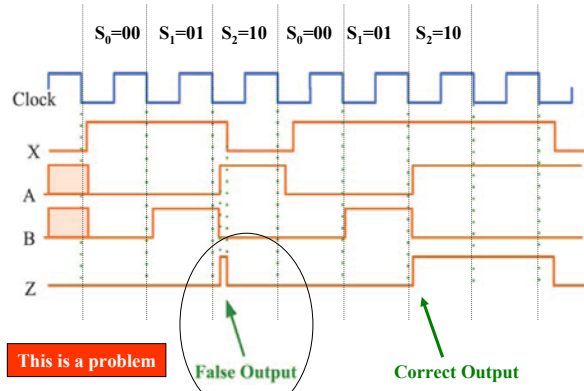 S₀=00 S₁=01 S₂=10 S₀=00 S₁=01 S₂=10
Clock
X
A
B
Z
This is a problem
False Output
Correct Output